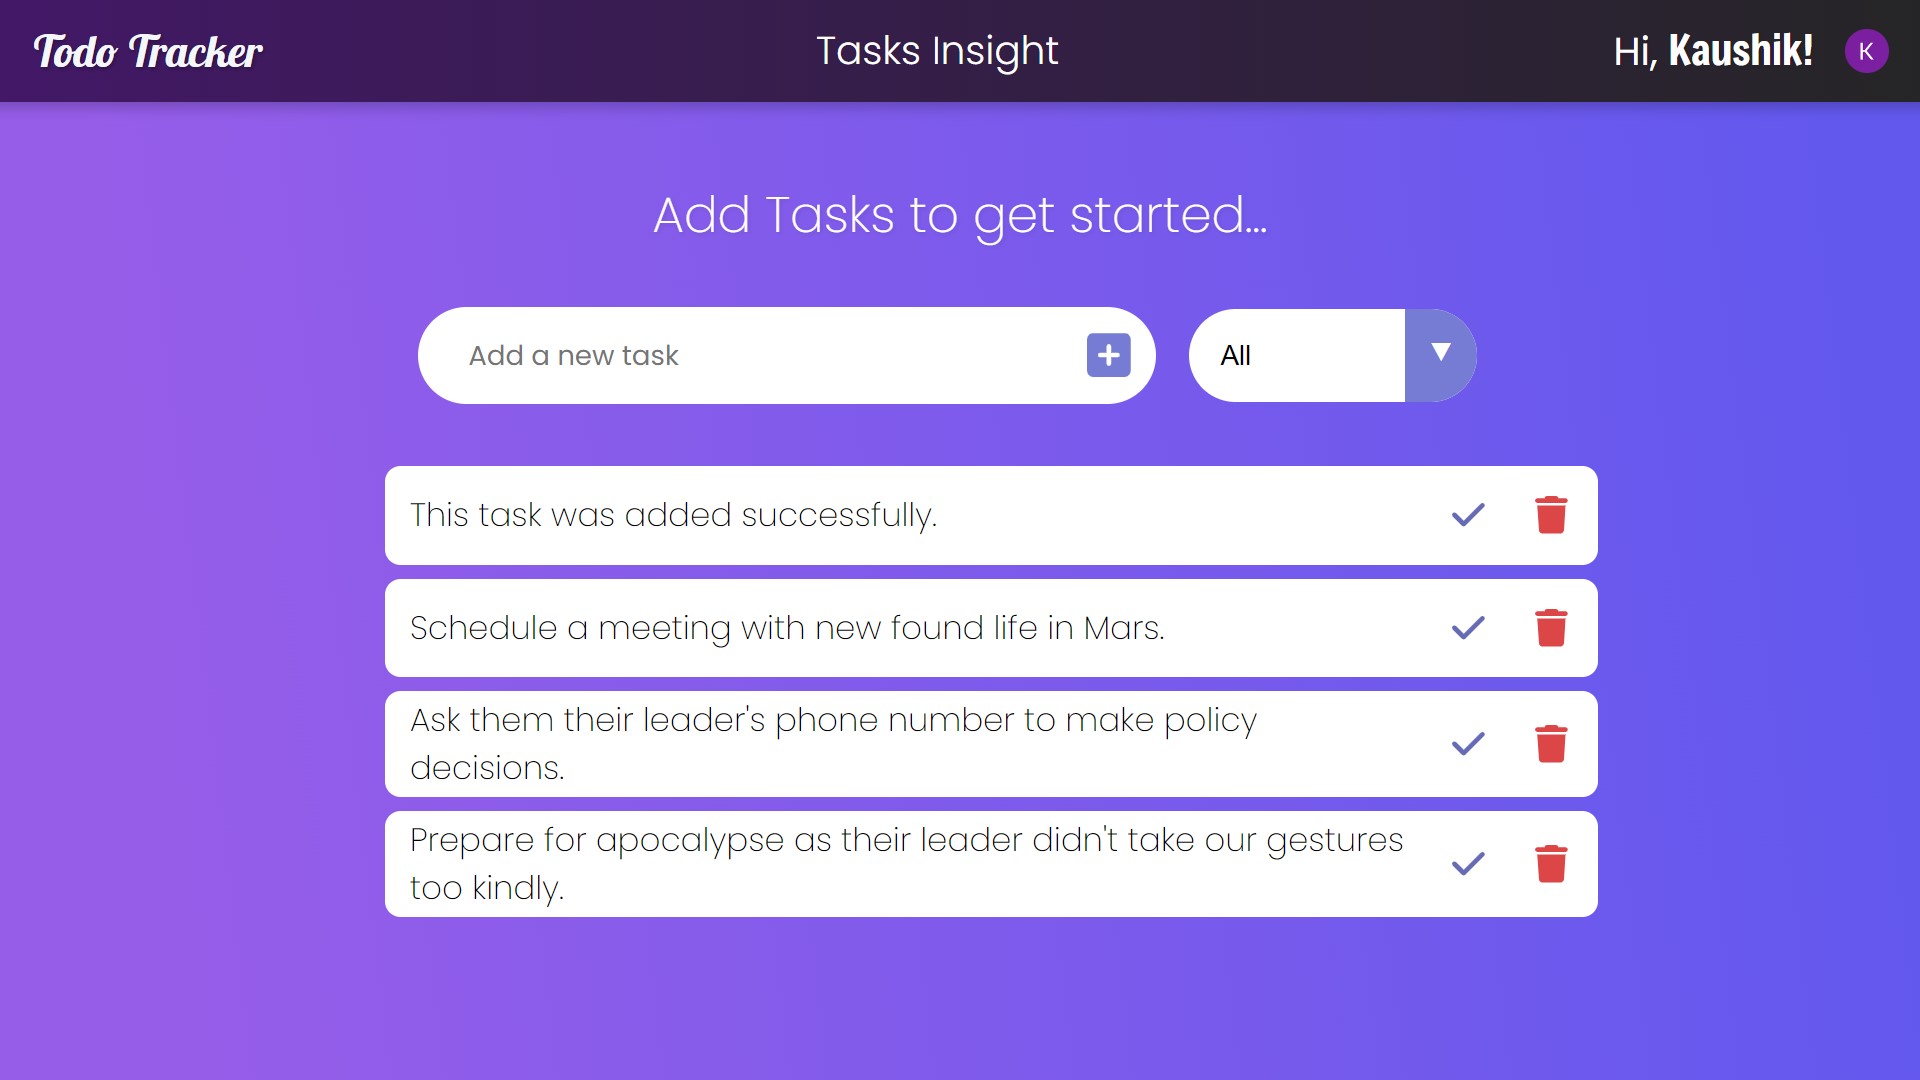 Todo Tracker
Tasks Insight
Hi, Kaushik!
K
Add Tasks to get started...
Add a new task
All
This task was added successfully.
Schedule a meeting with new found life in Mars.
Ask them their leader's phone number to make policy
decisions.
Prepare for apocalypse as their leader didn't take our gestures
too kindly.